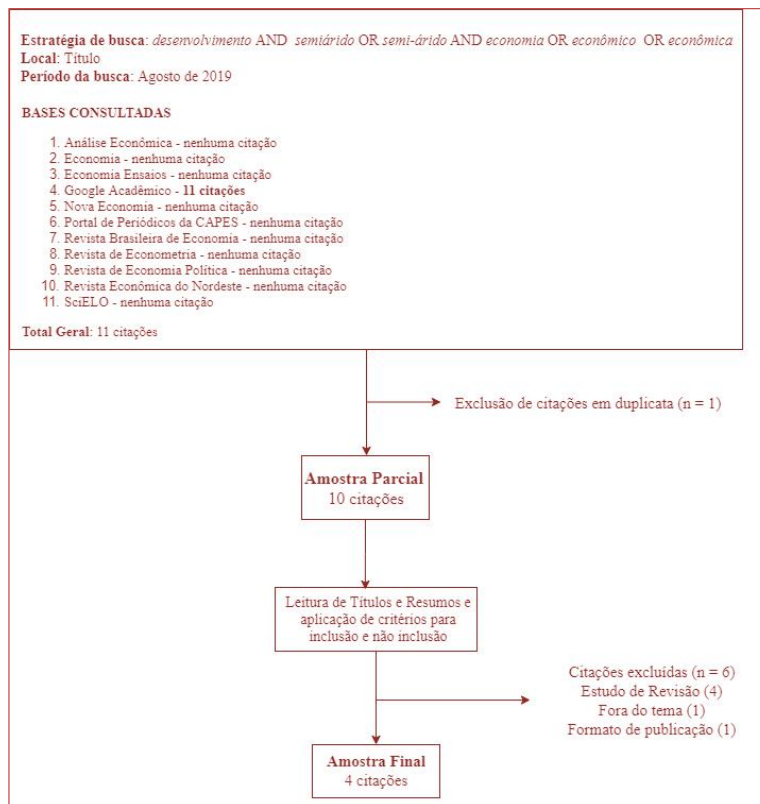 Estratégia de busca: desenvolvimento AND semiárido OR semi-árido AND economia OR econômico OR econômica
Local: Título
Período da busca: Agosto de 2019
BASES CONSULTADAS
1. Análise Econômica - nenhuma citação
2. Economia - nenhuma citação
3. Economia Ensaios - nenhuma citação
4. Google Acadêmico - 11 citações
5. Nova Economia - nenhuma citação
6. Portal de Periódicos da CAPES - nenhuma citação
7. Revista Brasileira de Economia - nenhuma citação
8. Revista de Econometria - nenhuma citação
9. Revista de Economia Política - nenhuma citação
10. Revista Econômica do Nordeste - nenhuma citação
11. SciELO - nenhuma citação
Total Geral: 11 citações
Exclusão de citações em duplicata (n = 1)
Amostra Parcial
10 citações
Leitura de Títulos e Resumos e
aplicação de critérios para
inclusão e não inclusão
Citações excluídas (n = 6)
Estudo de Revisão (4)
Fora do tema (1)
Formato de publicação (1)
Amostra Final
4 citações